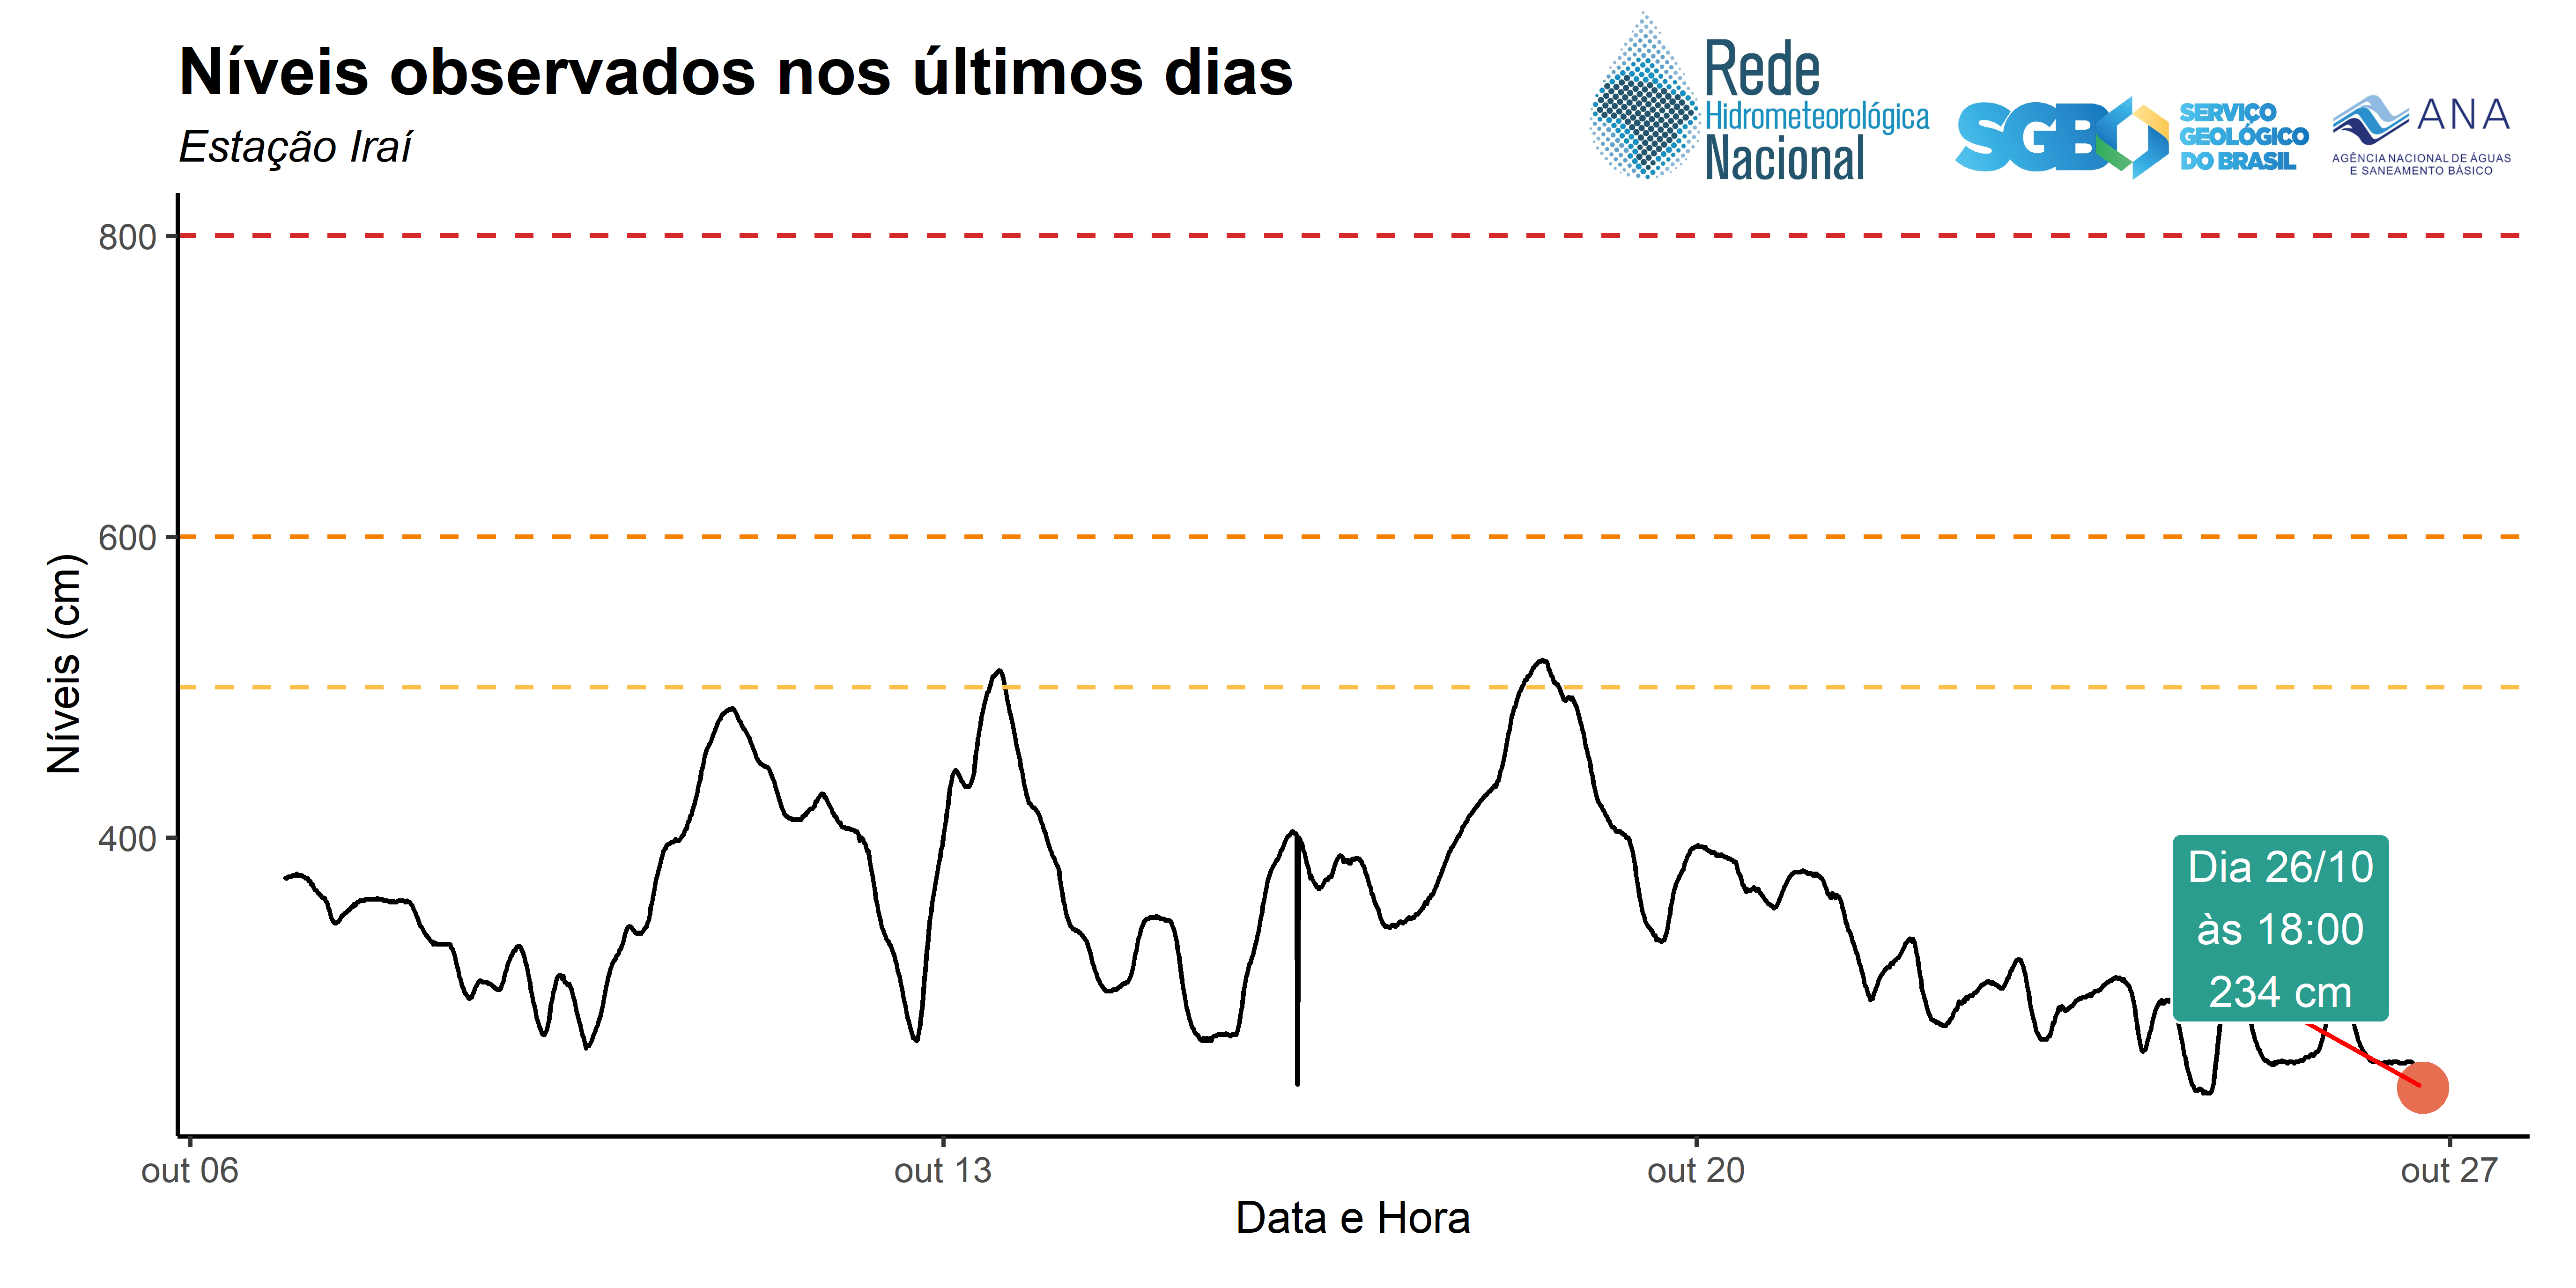 Níveis observados nos últimos dias
Estação Iraí
Rede
Hidrometeorológica
Nacional
SGB
SERVIÇO
GEOLÓGICO
DO BRASIL
ANA
AGÊNCIA NACIONAL DE ÁGUAS
E SANEAMENTO BÁSICO
800
600
400
Níveis (cm)
Dia 26/10
às 18:00
234 cm
out 06
out 13
out 20
out 27
Data e Hora